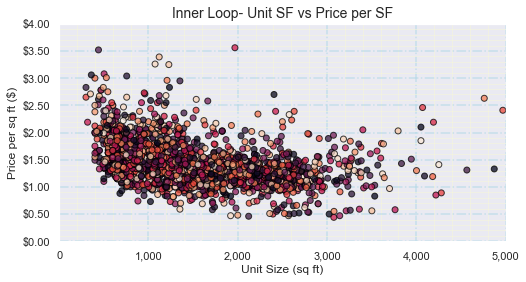 Inner Loop- Unit SF vs Price per SF
$4.00
$3.50
$3.00
$2.50
$2.00
$1.50
$1.00
$0.50
$0.00
Price per sq ft ($)
0 1,000 2,000 3,000 4,000 5,000
Unit Size (sq ft)